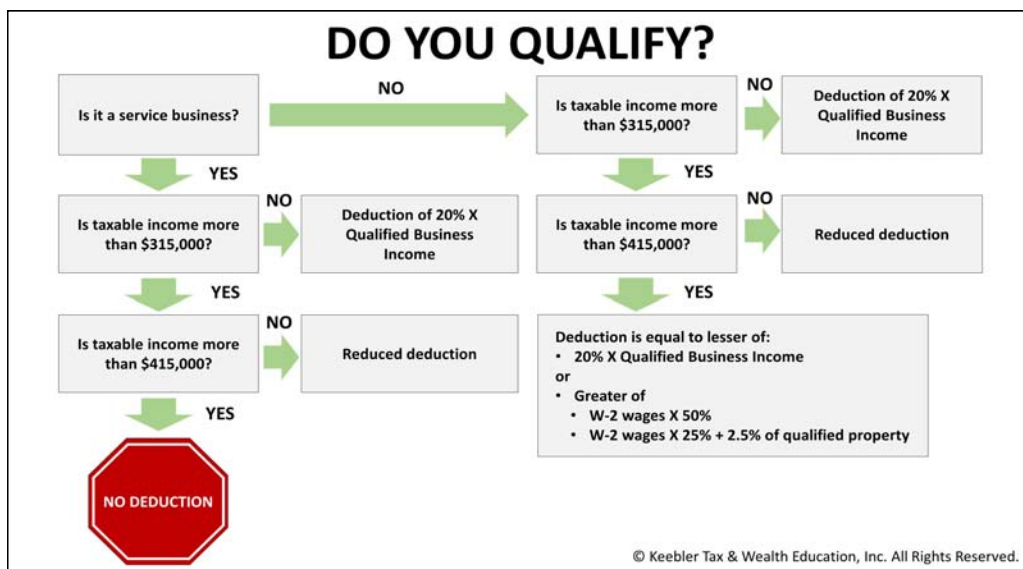 DO YOU QUALIFY?
Is it a service business?
NO
Is taxable income more
than $315,000?
NO
Deduction of 20% X
Qualified Business
Income
YES
YES
Is taxable income more
than $315,000?
NO
Deduction of 20% X
Qualified Business
Income
Is taxable income more
than $415,000?
NO
Reduced deduction
YES
YES
Is taxable income more
than $415,000?
NO
Reduced deduction
Deduction is equal to lesser of:
• 20% X Qualified Business Income
or
• Greater of
• W-2 wages X 50%
• W-2 wages X 25% + 2.5% of qualified property
YES
NO DEDUCTION
© Keebler Tax & Wealth Education, Inc. All Rights Reserved.